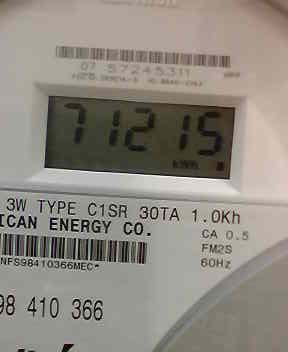 07 57245311
71215
kWh
3W TYPE C1SR 30TA 1.0Kh
ICAN ENERGY CO.
CA 0.5
FM2S
60Hz
NFS98410366MEC*
98 410 366